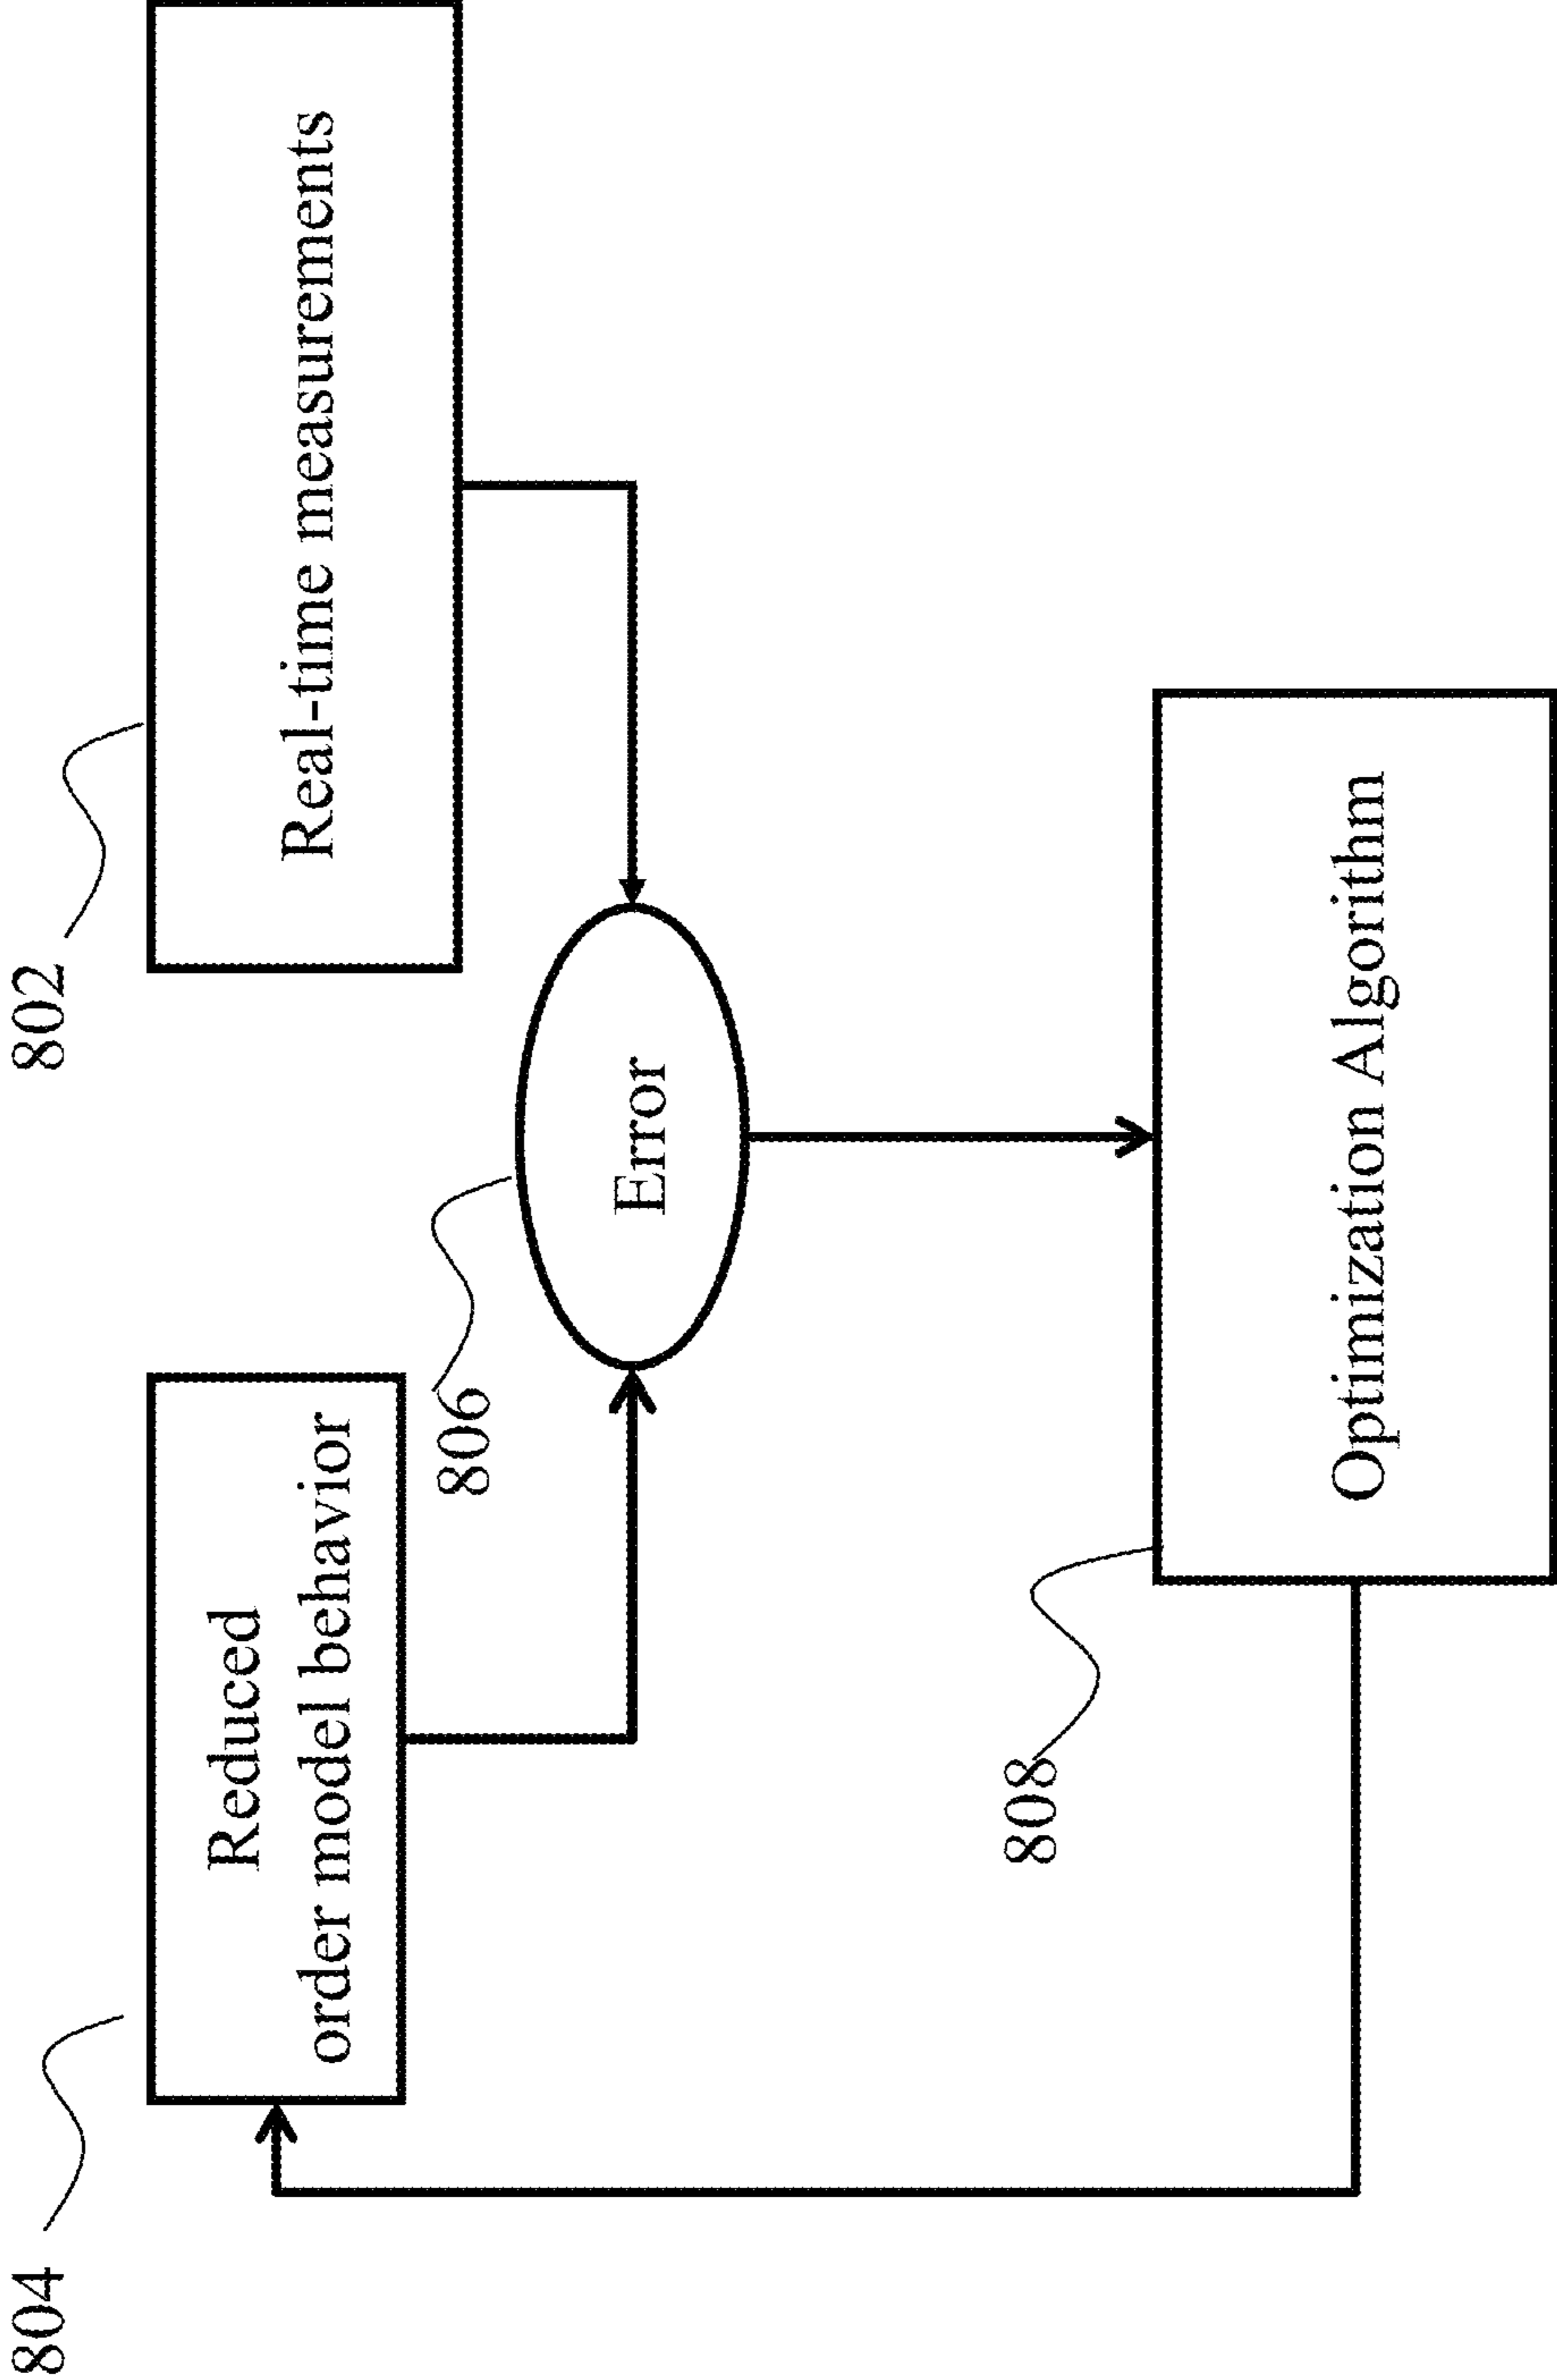 804
802
Reduced
order model behavior
Real-time measurements
806
Error
808
Optimization Algorithm